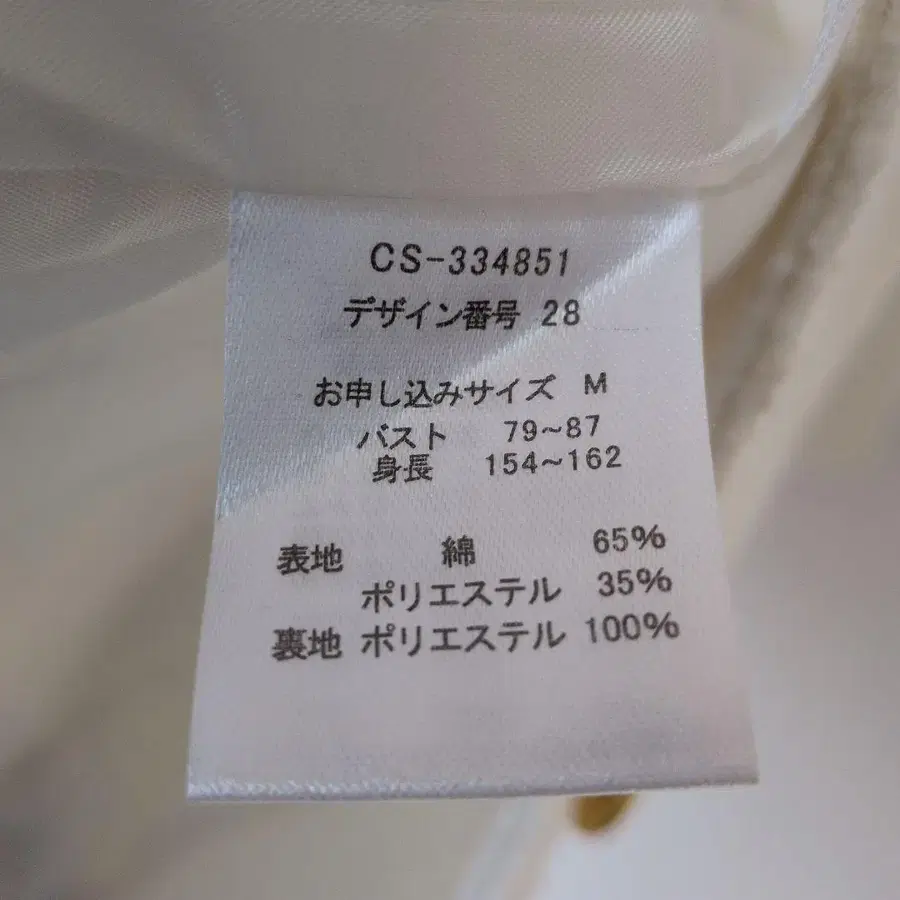 CS-334851
デザイン番号 28
お申し込みサイズ M
バスト 79~87
身長 154~162
表地 綿 65%
ポリエステル 35%
裏地 ポリエステル 100%